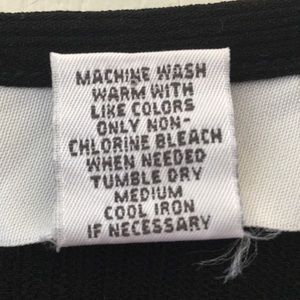 MACHINE WASH
WARM WITH
LIKE COLORS
ONLY NON-
CHLORINE BLEACH
WHEN NEEDED
TUMBLE DRY
MEDIUM
COOL IRON
IF NECESSARY